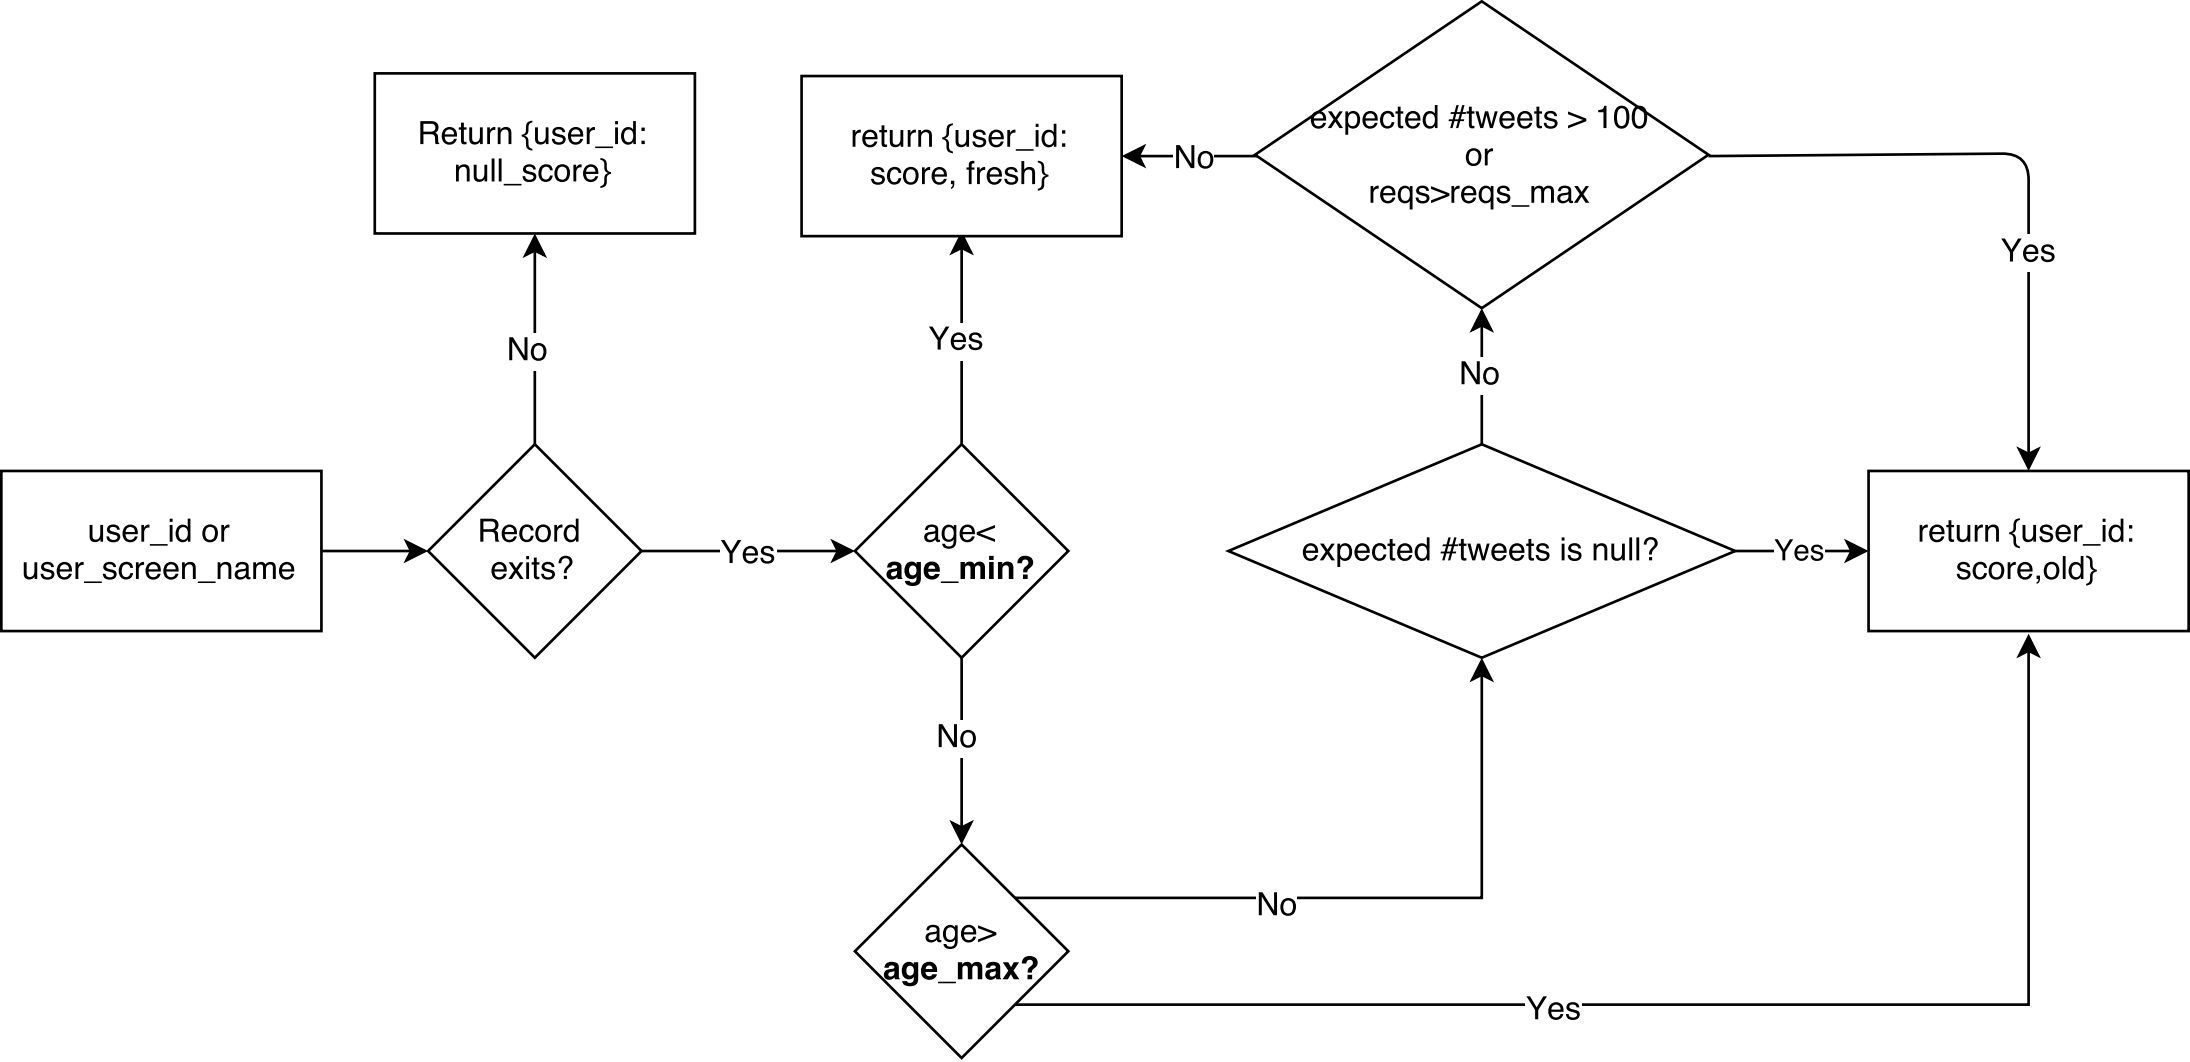 Return {user_id:
null_score}
return {user_id:
score, fresh}
expected #tweets > 100
or
reqs>reqs_max
No
Yes
No
Yes
No
user_id or
user_screen_name
Record
exits?
Yes
age<
age_min?
expected #tweets is null?
Yes
return {user_id:
score,old}
No
age>
age_max?
No
Yes